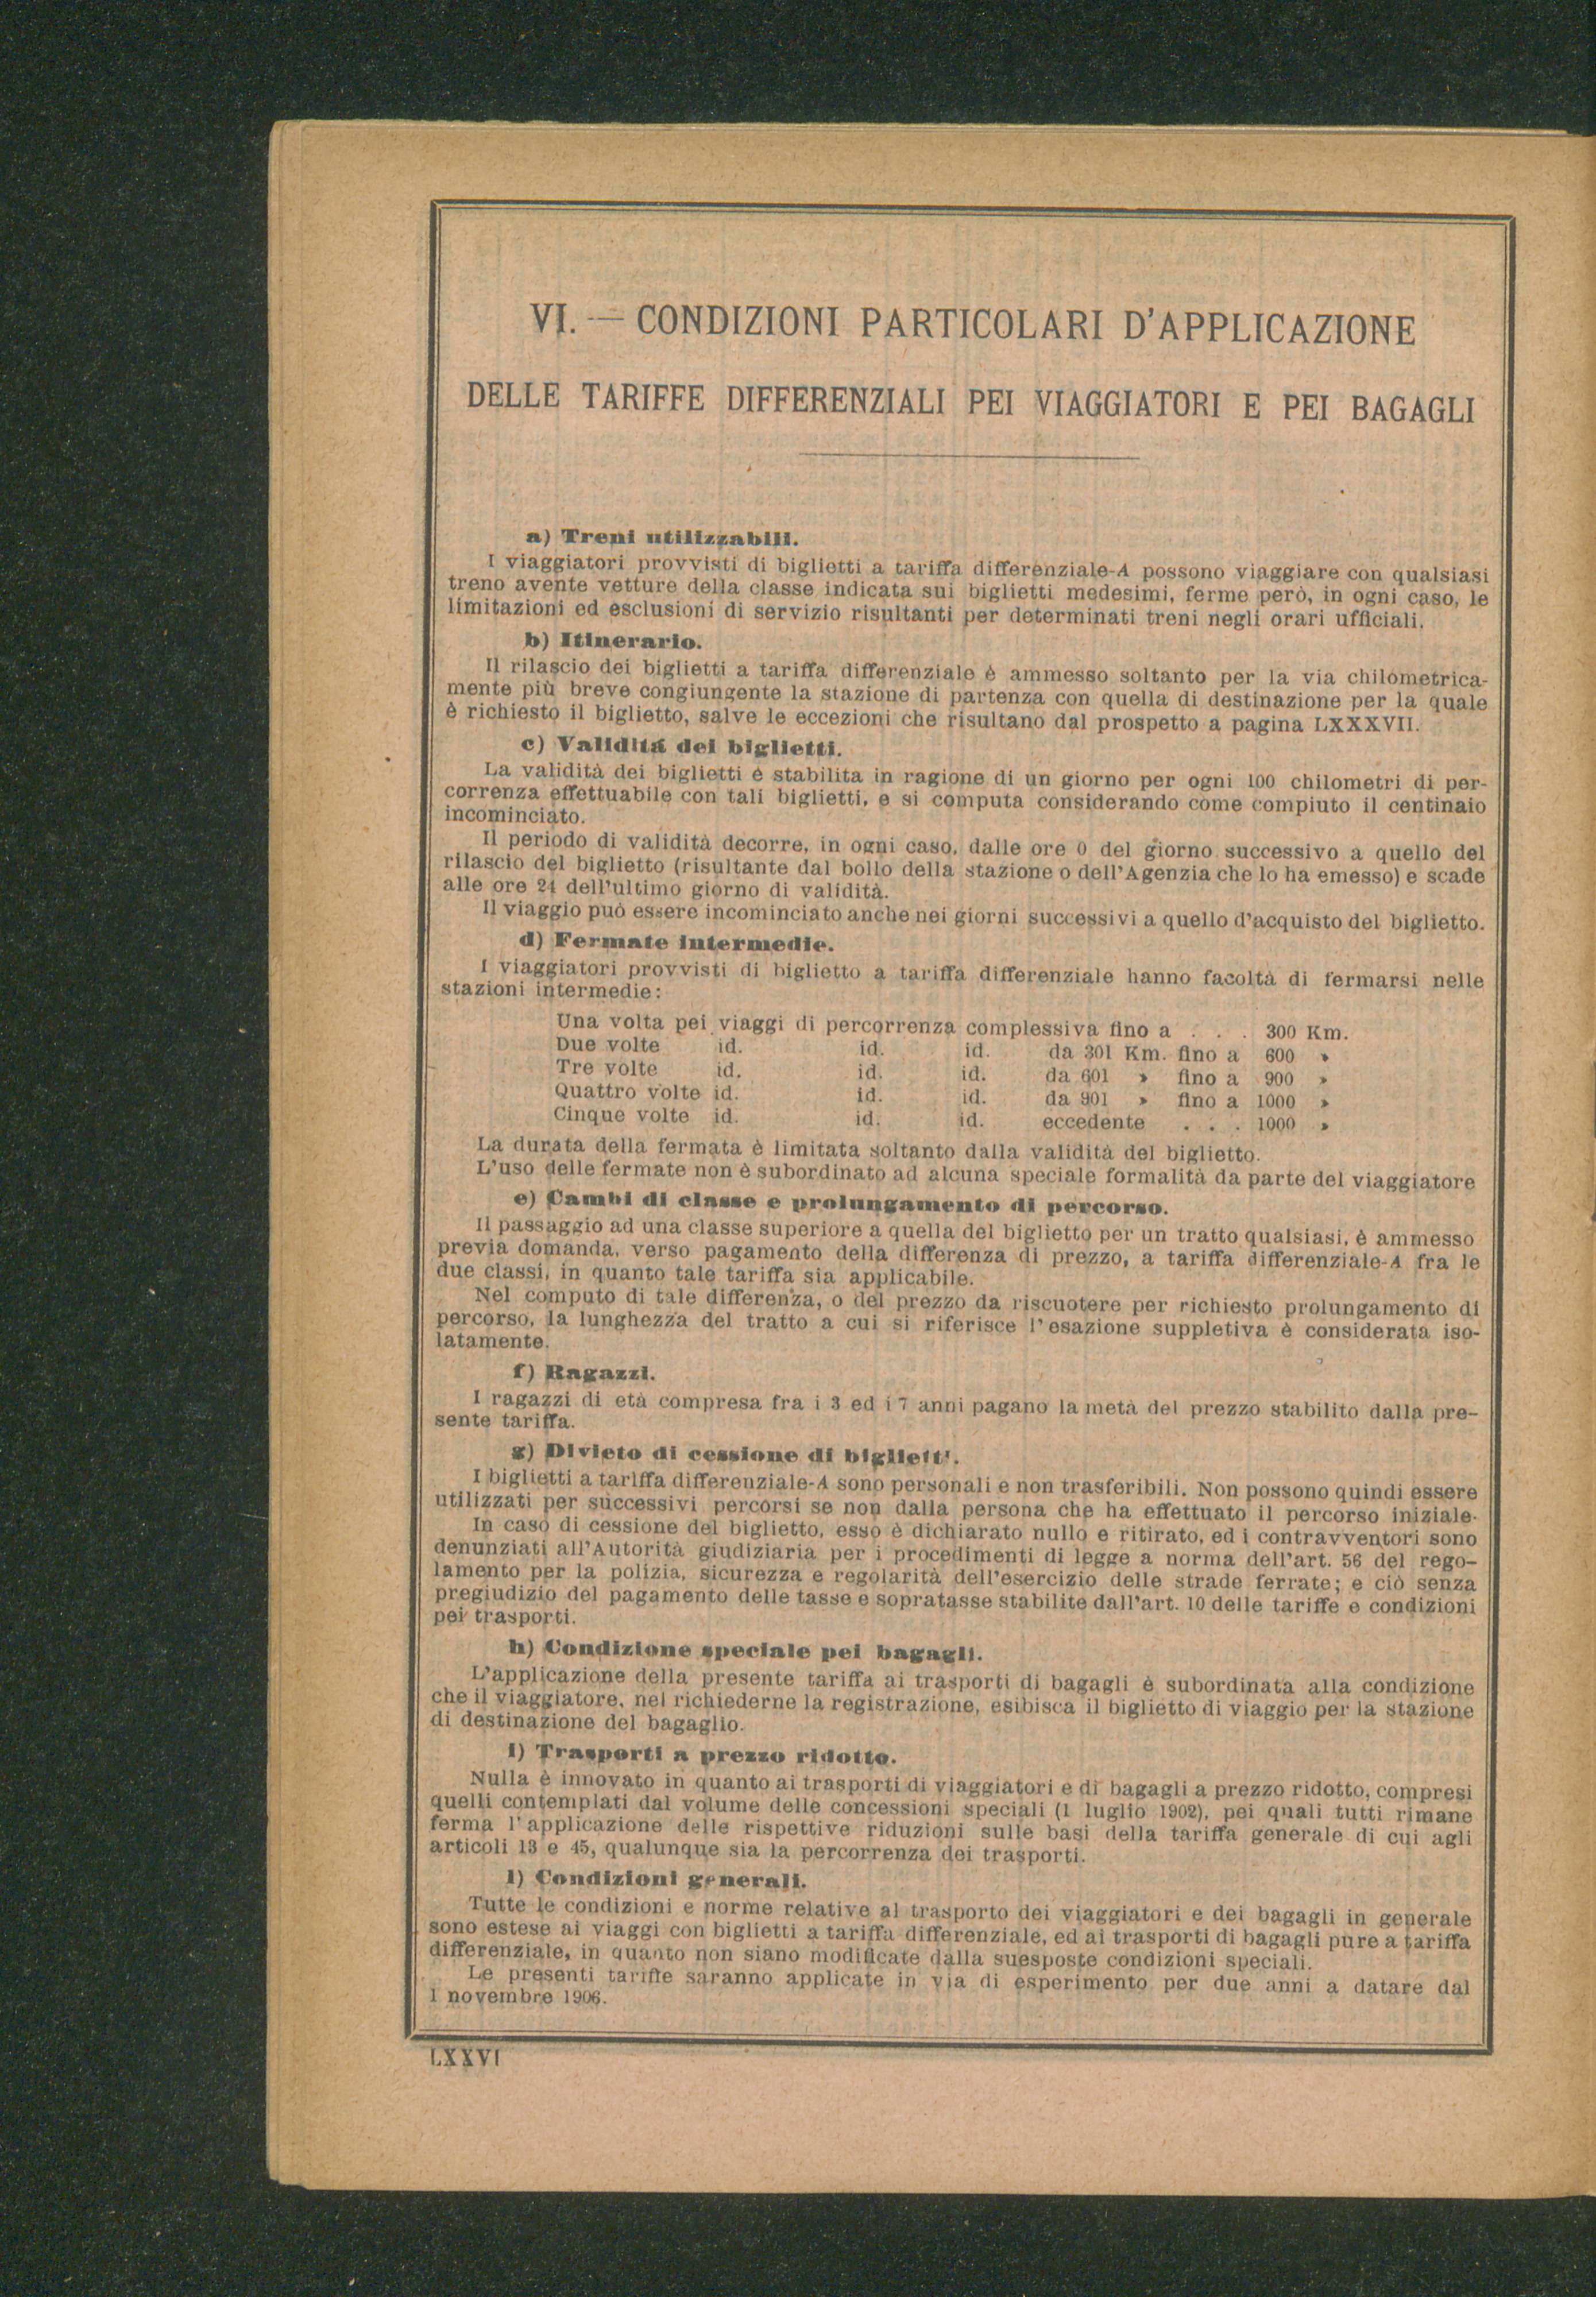 VI. — CONDIZIONI PARTICOLARI D'APPLICAZIONE
DELLE TARIFFE DIFFERENZIALI PEI VIAGGIATORI E PEI BAGAGLI
a) Treni utilizzabili.
I viaggiatori provvisti di biglietti a tariffa differenziale-A possono viaggiare con qualsiasi
treno avente vetture della classe indicata sui biglietti medesimi, ferme però, in ogni caso, le
limitazioni ed esclusioni di servizio risultanti per determinati treni negli orari ufficiali.
b) Itinerario.
Il rilascio dei biglietti a tariffa differenziale è ammesso soltanto per la via chilometrica-
mente più breve congiungente la stazione di partenza con quella di destinazione per la quale
è richiesto il biglietto, salve le eccezioni che risultano dal prospetto a pagina LXXXVII.
c) Validitá dei biglietti.
La validità dei biglietti è stabilita in ragione di un giorno per ogni 100 chilometri di per-
correnza effettuabile con tali biglietti, e si computa considerando come compiuto il centinaio
incominciato.
Il periodo di validità decorre, in ogni caso, dalle ore 0 del giorno successivo a quello del
rilascio del biglietto (risultante dal bollo della stazione o dell'Agenzia che lo ha emesso) e scade
alle ore 24 dell'ultimo giorno di validità.
Il viaggio può essere incominciato anche nei giorni successivi a quello d'acquisto del biglietto.
d) Fermate intermedie.
I viaggiatori provvisti di biglietto a tariffa differenziale hanno facoltà di fermarsi nelle
stazioni intermedie:
Una volta pei viaggi di percorrenza complessiva fino a . . . 300 Km.
Due volte id. id. id. da 301 Km. fino a 600 »
Tre volte id. id. id. da 601 » fino a 900 »
Quattro volte id. id. id. da 901 » fino a 1000 »
Cinque volte id. id. id. eccedente . . . 1000 »
La durata della fermata è limitata soltanto dalla validità del biglietto.
L'uso delle fermate non è subordinato ad alcuna speciale formalità da parte del viaggiatore
e) Cambi di classe e prolungamento di percorso.
Il passaggio ad una classe superiore a quella del biglietto per un tratto qualsiasi, è ammesso
previa domanda, verso pagamento della differenza di prezzo, a tariffa differenziale-A fra le
due classi, in quanto tale tariffa sia applicabile.
Nel computo di tale differenza, o del prezzo da riscuotere per richiesto prolungamento di
percorso, la lunghezza del tratto a cui si riferisce l'esazione suppletiva è considerata iso-
latamente.
f) Ragazzi.
I ragazzi di età compresa fra i 3 ed i 7 anni pagano la metà del prezzo stabilito dalla pre-
sente tariffa.
g) Divieto di cessione di biglietti.
I biglietti a tariffa differenziale-A sono personali e non trasferibili. Non possono quindi essere
utilizzati per successivi percorsi se non dalla persona che ha effettuato il percorso iniziale.
In caso di cessione del biglietto, esso è dichiarato nullo e ritirato, ed i contravventori sono
denunziati all'Autorità giudiziaria per i procedimenti di legge a norma dell'art. 56 del rego-
lamento per la polizia, sicurezza e regolarità dell'esercizio delle strade ferrate; e ciò senza
pregiudizio del pagamento delle tasse e sopratasse stabilite dall'art. 10 delle tariffe e condizioni
pei trasporti.
h) Condizione speciale pei bagagli.
L'applicazione della presente tariffa ai trasporti di bagagli è subordinata alla condizione
che il viaggiatore, nel richiederne la registrazione, esibisca il biglietto di viaggio per la stazione
di destinazione del bagaglio.
i) Trasporti a prezzo ridotto.
Nulla è innovato in quanto ai trasporti di viaggiatori e di bagagli a prezzo ridotto, compresi
quelli contemplati dal volume delle concessioni speciali (1 luglio 1902), pei quali tutti rimane
ferma l'applicazione delle rispettive riduzioni sulle basi della tariffa generale di cui agli
articoli 13 e 45, qualunque sia la percorrenza dei trasporti.
l) Condizioni generali.
Tutte le condizioni e norme relative al trasporto dei viaggiatori e dei bagagli in generale
sono estese ai viaggi con biglietti a tariffa differenziale, ed ai trasporti di bagagli pure a tariffa
differenziale, in quanto non siano modificate dalla suesposte condizioni speciali.
Le presenti tariffe saranno applicate in via di esperimento per due anni a datare dal
1 novembre 1906.
LXXVI